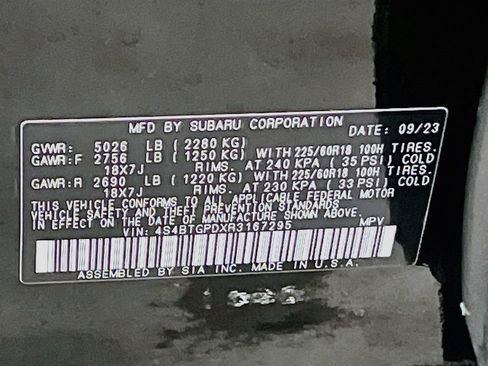 MFD BY SUBARU CORPORATION DATE: 09/23
GVWR: 5026 LB ( 2280 KG)
GAWR:F 2756 LB ( 1250 KG) WITH 225/60R18 100H TIRES.
18X7J RIMS. AT 240 KPA ( 35 PSI) COLD
GAWR:R 2690 LB ( 1220 KG) WITH 225/60R18 100H TIRES.
18X7J RIMS. AT 230 KPA ( 33 PSI) COLD
THIS VEHICLE CONFORMS TO ALL APPLICABLE FEDERAL MOTOR
VEHICLE SAFETY AND THEFT PREVENTION STANDARDS
IN EFFECT ON THE DATE OF MANUFACTURE SHOWN ABOVE.
VIN: 4S4BTGPDXR3167295 MPV
ASSEMBLED BY SIA INC. MADE IN U.S.A.